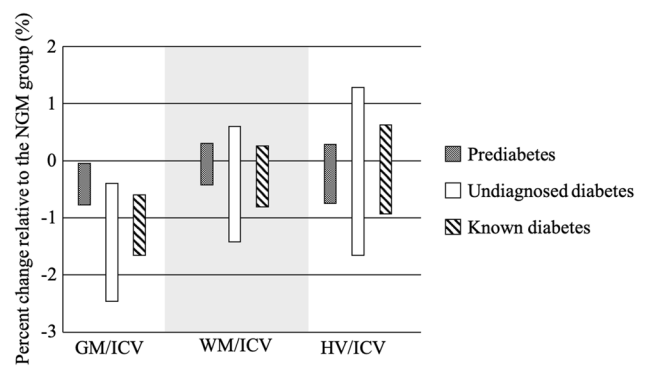 Percent change relative to the NGM group (%)
2
1
0
-1
-2
-3
GM/ICV
WM/ICV
HV/ICV
Prediabetes
Undiagnosed diabetes
Known diabetes